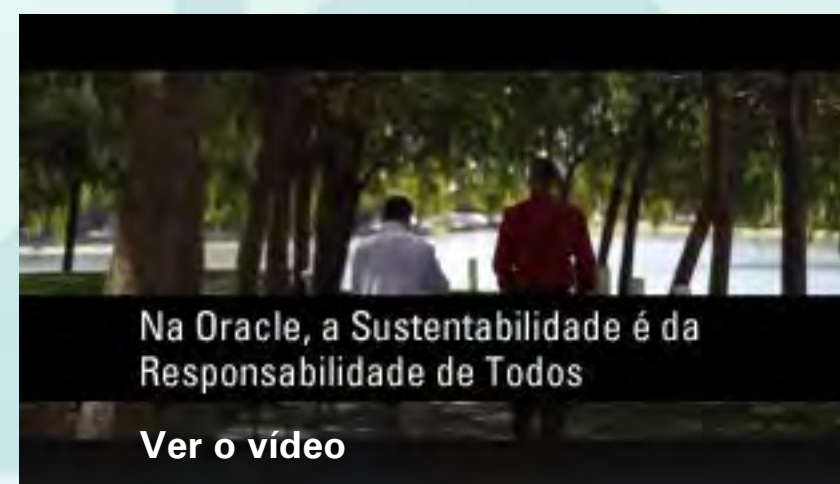 Na Oracle, a Sustentabilidade é da
Responsabilidade de Todos
Ver o vídeo